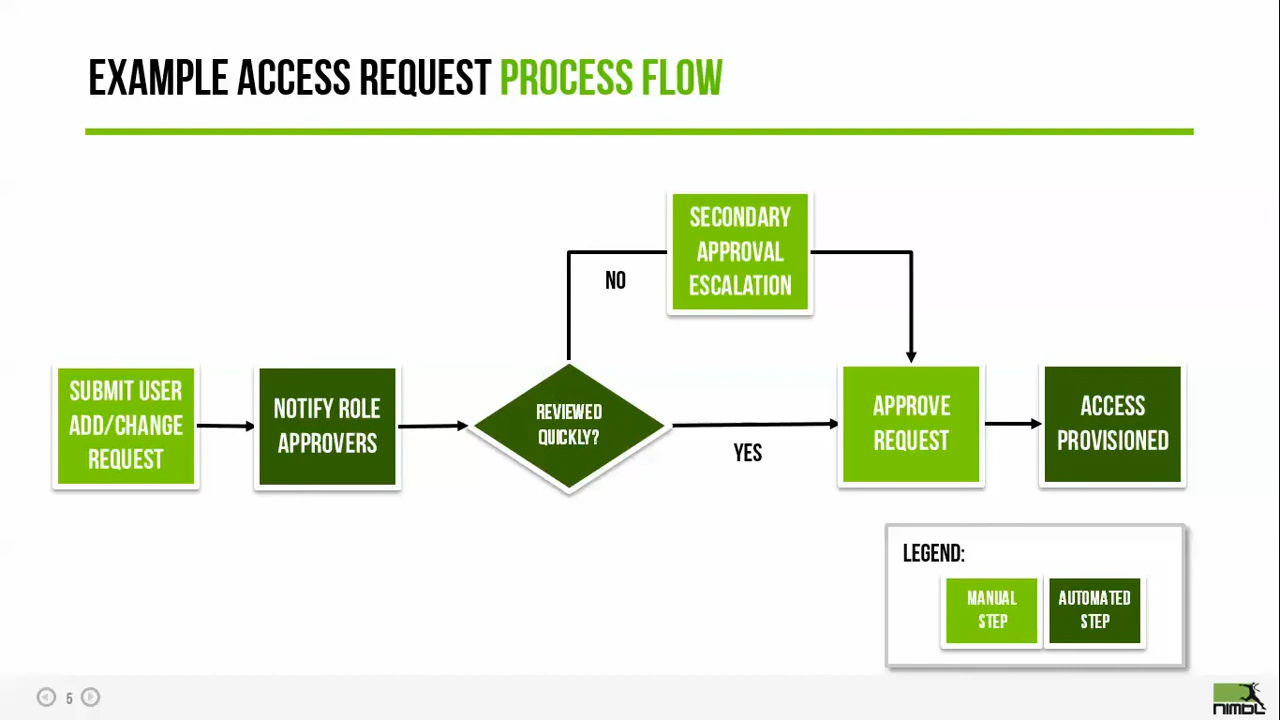 EXAMPLE ACCESS REQUEST PROCESS FLOW
SECONDARY
APPROVAL
ESCALATION
NO
SUBMIT USER
ADD/CHANGE
REQUEST
NOTIFY ROLE
APPROVERS
REVIEWED
QUICKLY?
YES
APPROVE
REQUEST
ACCESS
PROVISIONED
LEGEND:
MANUAL
STEP
AUTOMATED
STEP
5
nimbl